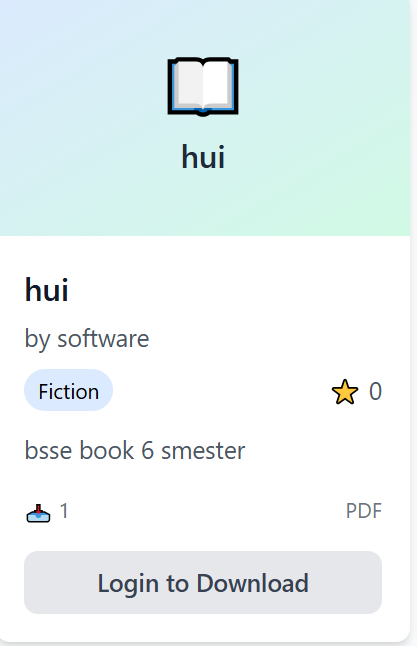 hui
hui
by software
Fiction
0
bsse book 6 smester
1
PDF
Login to Download